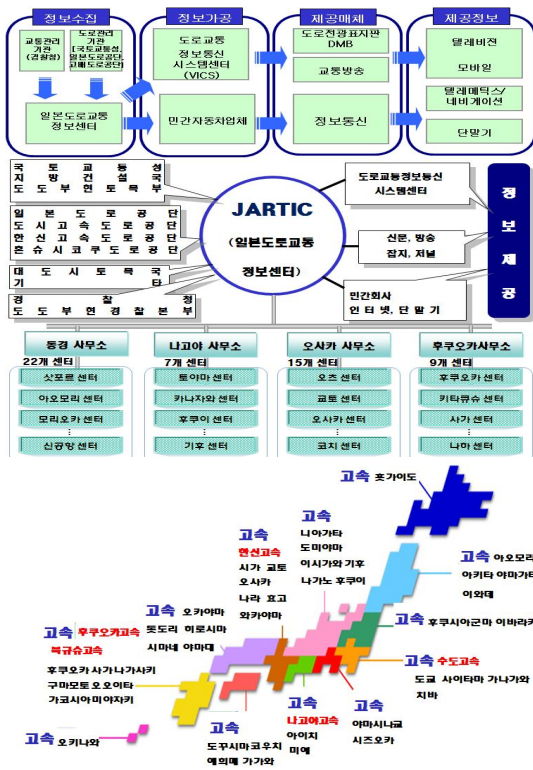 정보수집
정보가공
제공매체
제공정보
교통관리
기관
(경찰청)
도로관리
기관
[국토교통성,
일본도로공단,
고베도로공단)
일본도로교통
정보센타
도로교통
정보통신
시스템센타
(VICS)
민간자동차업체
도로전광표지판
DMB
교통방송
정보통신
텔레비젼
모바일
텔레매틱스/
네비게이션
단말기
국토교통성
지방건설국
도도부현토목부
일본도로공단
도시고속도로공단
한신고속도로공단
혼슈시코쿠도로공단
대도시토목국
기타
경찰청
도도부현경찰본부
JARTIC
(일본도로교통
정보센타)
도로교통정보통신
시스템센타
신문, 방송
잡지, 저널
민간회사
인터넷, 단말기
정보제공
동경 사무소
나고야 사무소
오사카 사무소
후쿠오카사무소
22개 센터
7개 센터
15개 센터
9개 센터
삿포르 센터
토야마 센터
오즈 센터
후쿠오카 센터
아오모리 센터
카나자와 센터
교토 센터
키타큐슈 센터
모리오카 센터
후쿠이 센터
오사카 센터
사가 센터
신공항 센터
기후 센터
코치 센터
나하 센터
고속 홋가이도
고속
니아가타
도미야마
이시가와 기후
나가노 후쿠이
고속
한신고속
시가 교토
오사카
나라 효고
와카야마
고속 아오모리
아키타 야마가타
이와데
고속 오카야마
돗도리 히로시마
시마네 야마대
고속 후쿠시아군마 이바라키
고속 후쿠오카고속
북규슈고속
후쿠오카사가나가사키
구마모토오오이타
가코시아미야자키
고속 수도고속
도쿄 사이타마 가나가와
치바
고속
나고야고속
아이치
미에
고속
야마시나쿄
시즈오카
고속
도꾸시마코우치
에희메 가가와
고속 오키나와